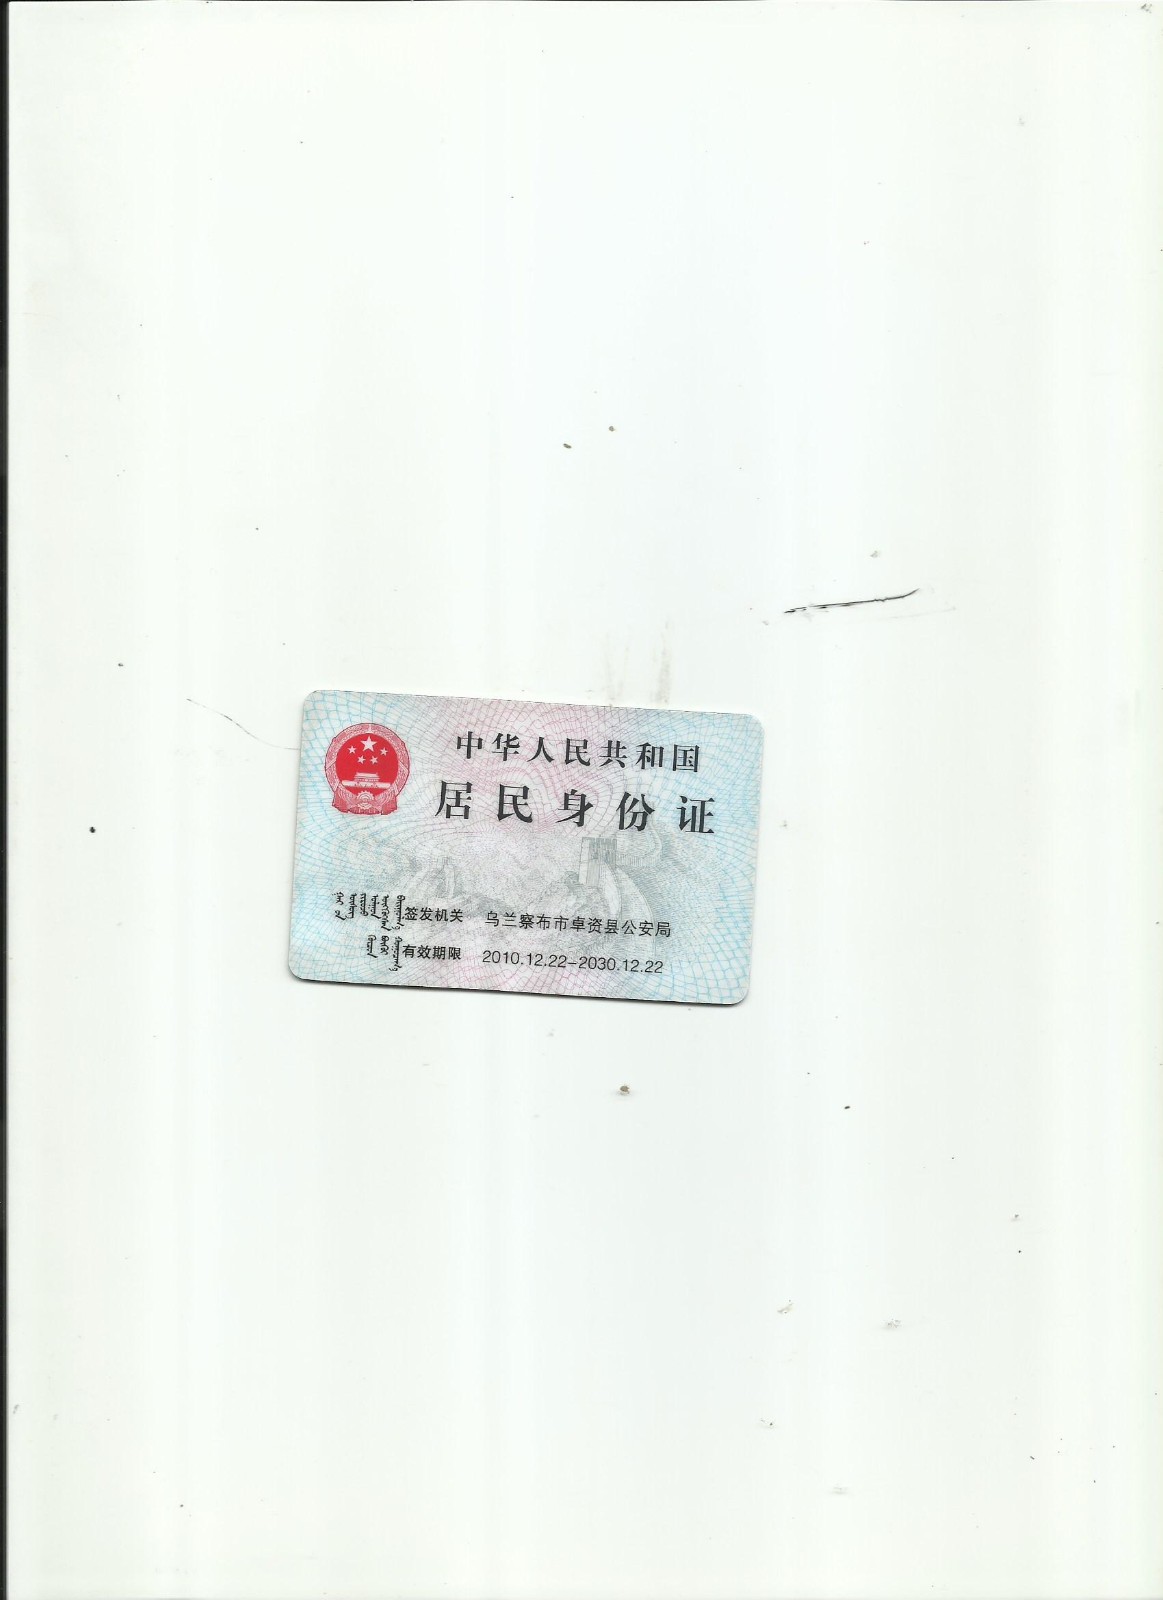 中华人民共和国
居民身份证
签发机关 乌兰察布市卓资县公安局
有效期限 2010.12.22-2030.12.22